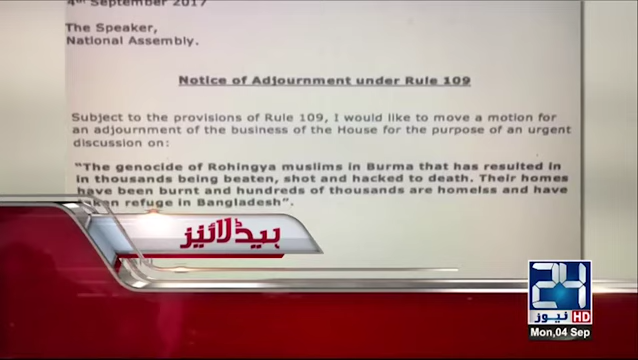 4th September 2017
The Speaker,
National Assembly.
Notice of Adjournment under Rule 109
Subject to the provisions of Rule 109, I would like to move a motion for
an adjournment of the business of the House for the purpose of an urgent
discussion on:
"The genocide of Rohingya muslims in Burma that has resulted in
in thousands being beaten, shot and hacked to death. Their homes
have been burnt and hundreds of thousands are homelss and have
taken refuge in Bangladesh".
ہیڈلائنز
24
نیوز HD
Mon,04 Sep